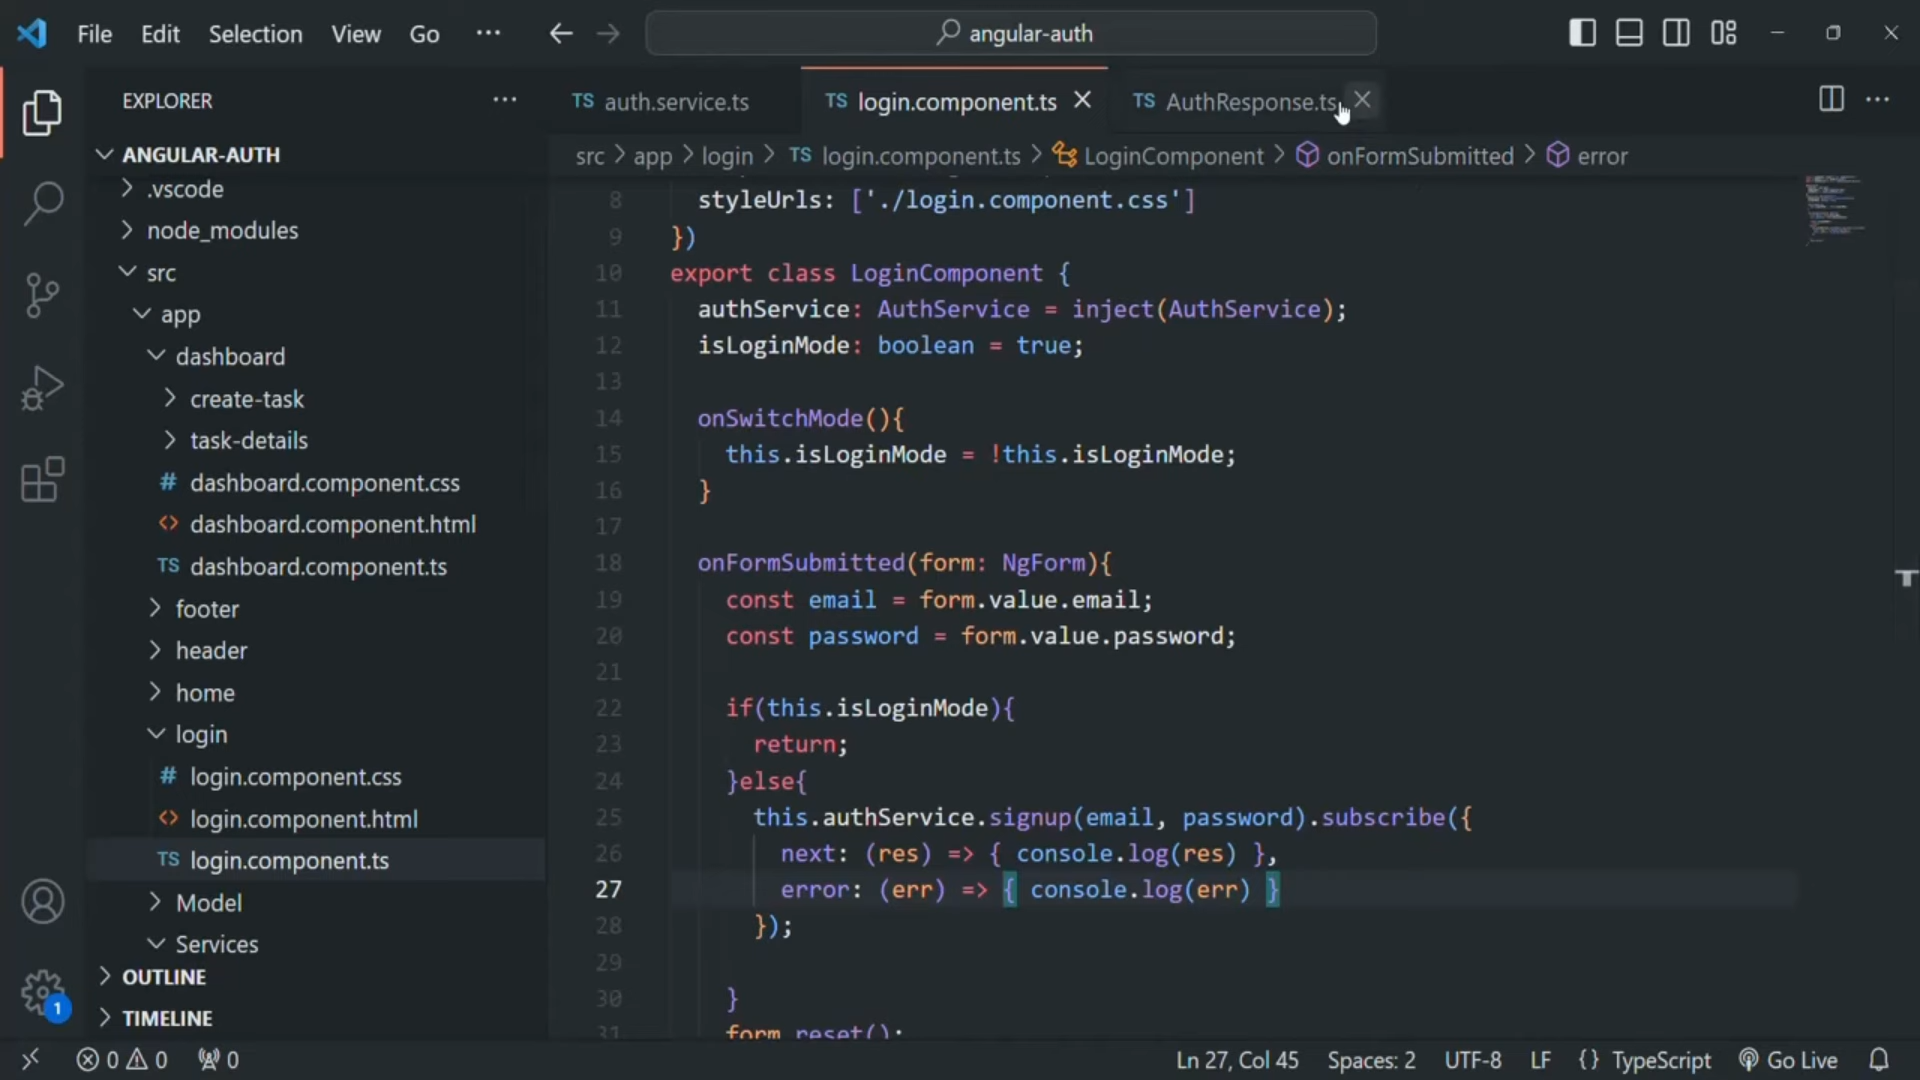 File Edit Selection View Go ··· angular-auth
EXPLORER
ANGULAR-AUTH
.vscode
node_modules
src
app
dashboard
create-task
task-details
# dashboard.component.css
<> dashboard.component.html
TS dashboard.component.ts
footer
header
home
login
# login.component.css
<> login.component.html
TS login.component.ts
Model
Services
OUTLINE
TIMELINE
TS auth.service.ts TS login.component.ts TS AuthResponse.ts
src > app > login > TS login.component.ts > LoginComponent > onFormSubmitted > error
8 styleUrls: ['./login.component.css']
9 })
10 export class LoginComponent {
11 authService: AuthService = inject(AuthService);
12 isLoginMode: boolean = true;
13
14 onSwitchMode(){
15 this.isLoginMode = !this.isLoginMode;
16 }
17
18 onFormSubmitted(form: NgForm){
19 const email = form.value.email;
20 const password = form.value.password;
21
22 if(this.isLoginMode){
23 return;
24 }else{
25 this.authService.signup(email, password).subscribe({
26 next: (res) => { console.log(res) },
27 error: (err) => { console.log(err) }
28 });
29
30 }
31 form.reset();
1
0 0 0 Ln 27, Col 45 Spaces: 2 UTF-8 LF {} TypeScript Go Live